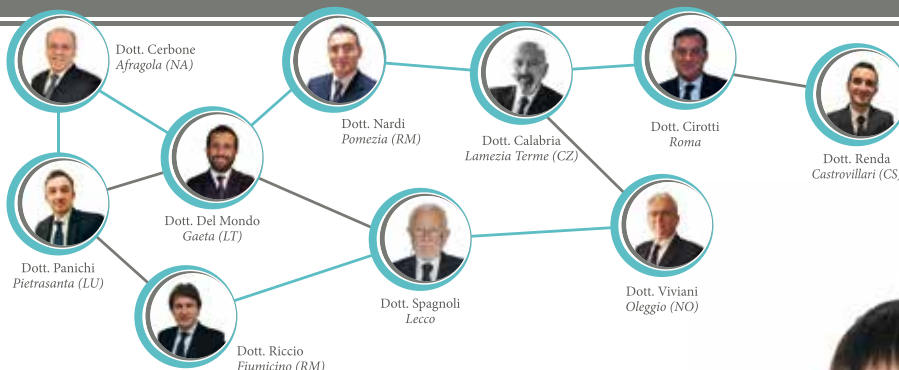 Dott. Cerbone
Afragola (NA)
Dott. Nardi
Pomezia (RM)
Dott. Calabria
Lamezia Terme (CZ)
Dott. Cirotti
Roma
Dott. Renda
Castrovillari (CS)
Dott. Del Mondo
Gaeta (LT)
Dott. Panichi
Pietrasanta (LU)
Dott. Spagnoli
Lecco
Dott. Viviani
Oleggio (NO)
Dott. Riccio
Fiumicino (RM)